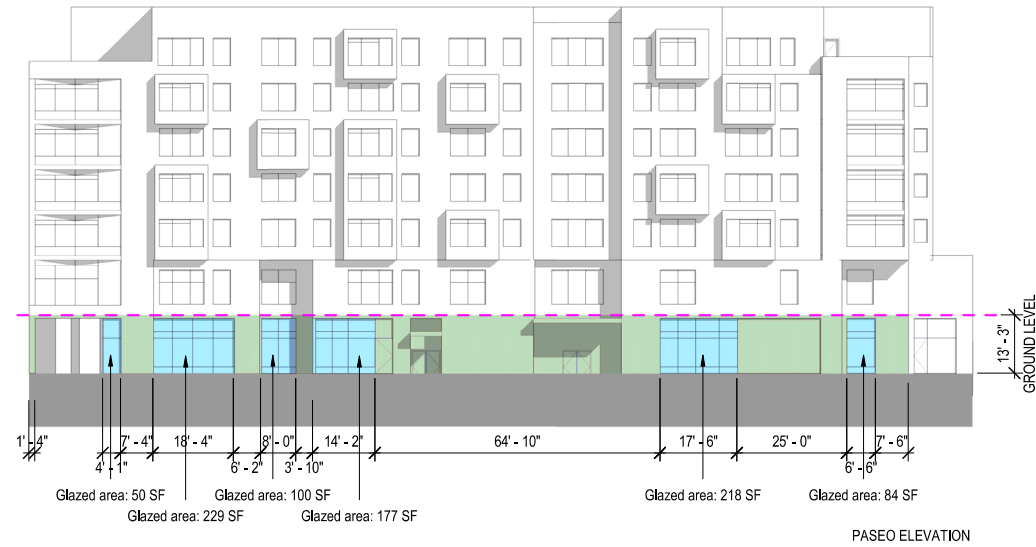 13' - 3"
GROUND LEVEL
1' - 4"
7' - 4"
18' - 4"
8' - 0"
14' - 2"
64' - 10"
17' - 6"
25' - 0"
7' - 6"
4' - 1"
6' - 2"
3' - 10"
6' - 6"
Glazed area: 50 SF
Glazed area: 100 SF
Glazed area: 218 SF
Glazed area: 84 SF
Glazed area: 229 SF
Glazed area: 177 SF
PASEO ELEVATION